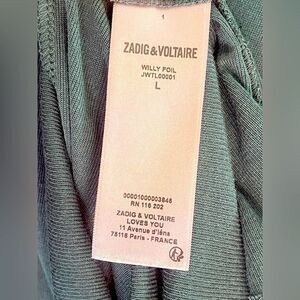 1
ZADIG & VOLTAIRE
WILLY FOIL
JWTL00001
L
00001000003846
RN 116 202
ZADIG & VOLTAIRE
LOVES YOU
11 Avenue d'Iéna
75116 Paris - FRANCE